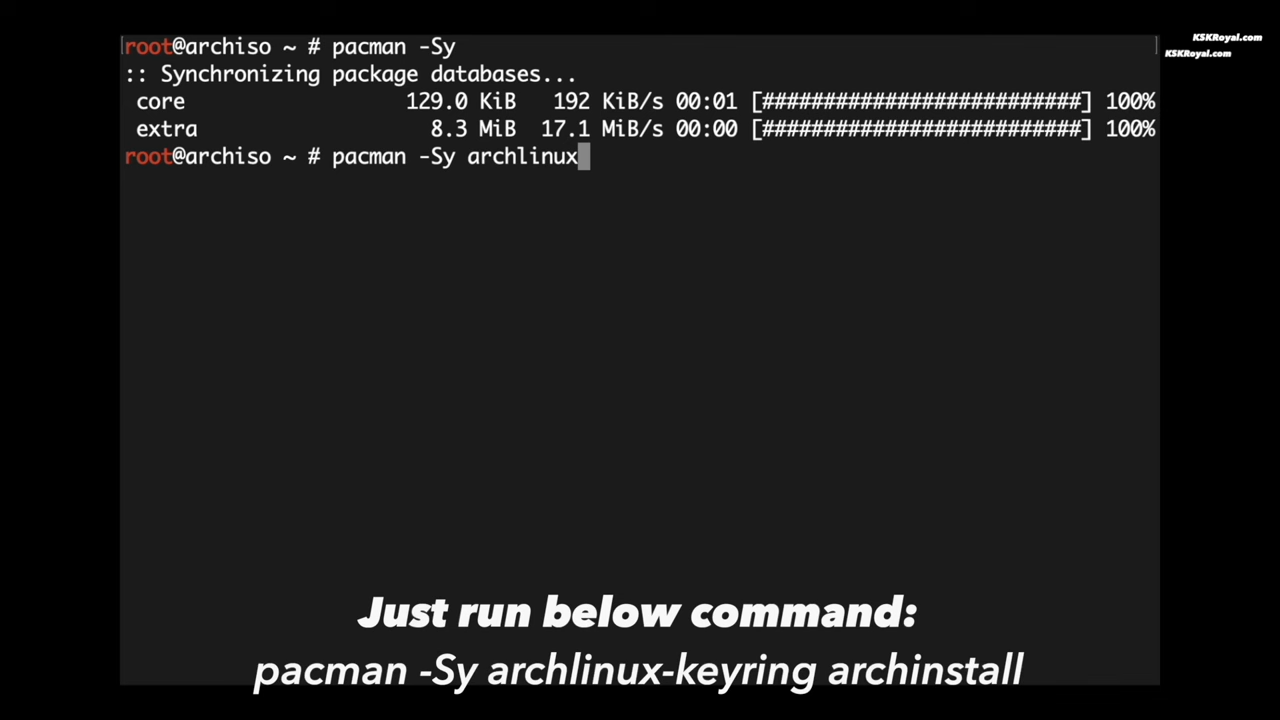 root@archiso ~ # pacman -Sy
KSKRoyal.com
KSKRoyal.com
:: Synchronizing package databases...
core 129.0 KiB 192 KiB/s 00:01 [##########################] 100%
extra 8.3 MiB 17.1 MiB/s 00:00 [##########################] 100%
root@archiso ~ # pacman -Sy archlinux
Just run below command:
pacman -Sy archlinux-keyring archinstall